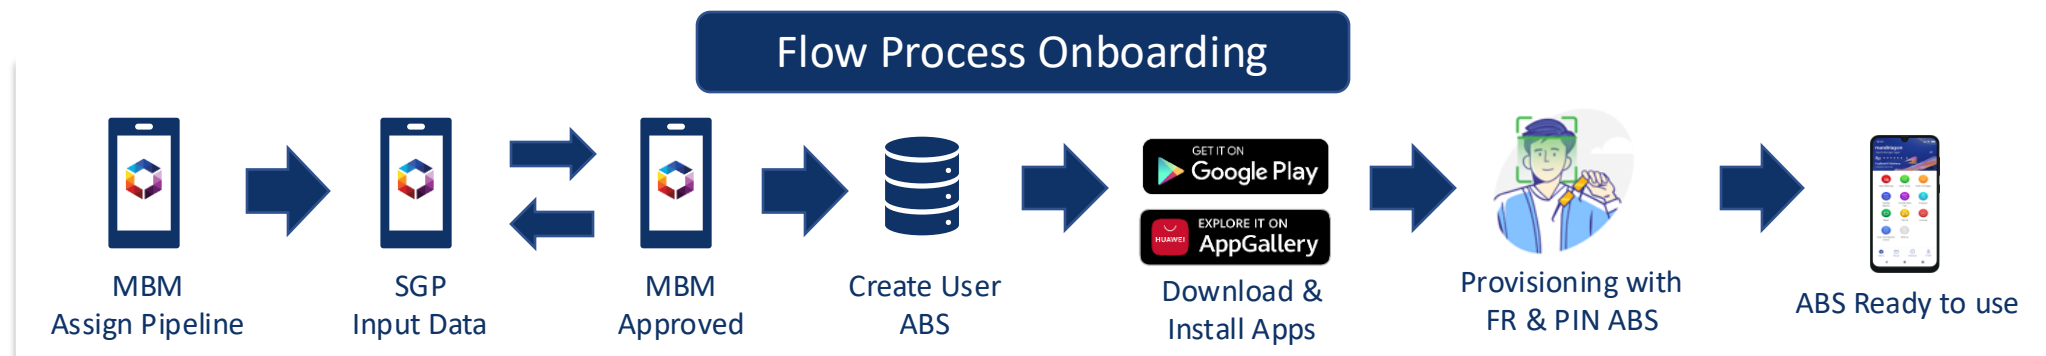 Flow Process Onboarding
MBM
Assign Pipeline
SGP
Input Data
MBM
Approved
Create User
ABS
GET IT ON
Google Play
HUAWEI
EXPLORE IT ON
AppGallery
Download &
Install Apps
Provisioning with
FR & PIN ABS
ABS Ready to use